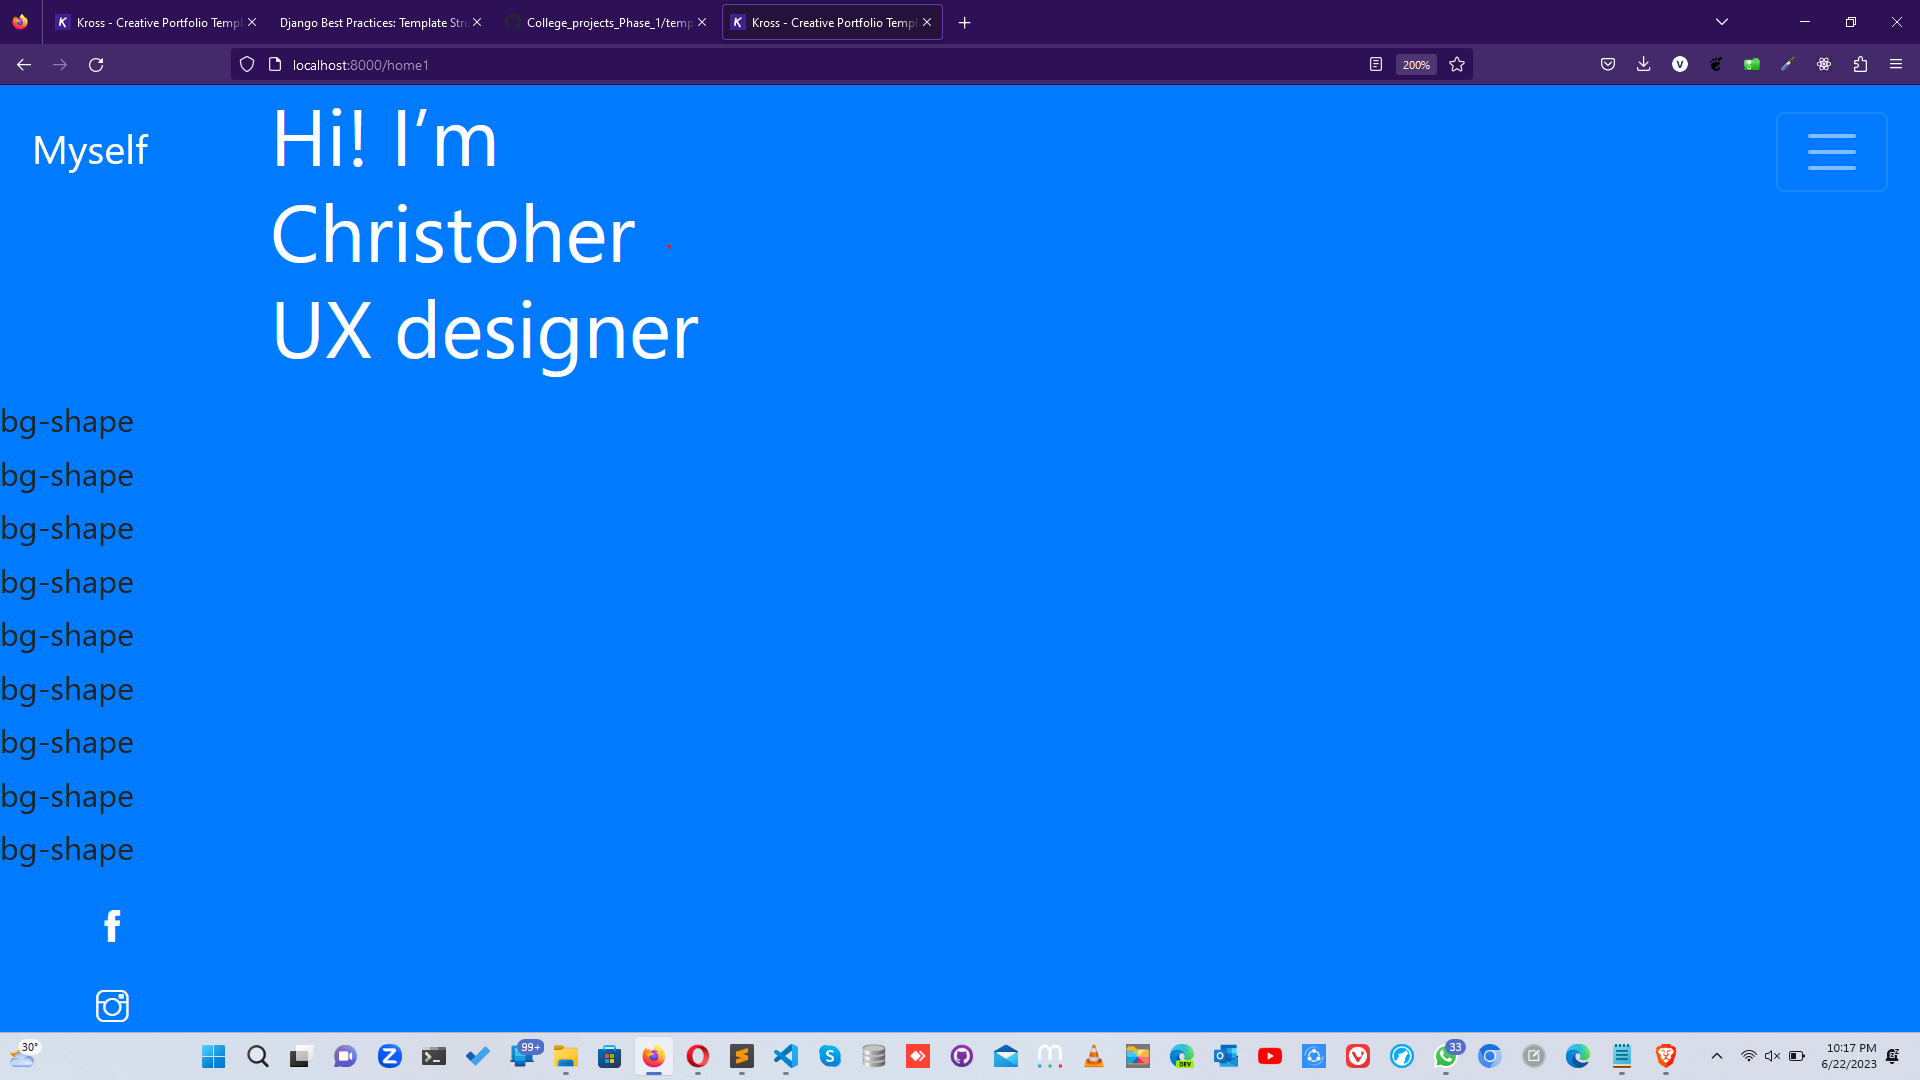 Kross - Creative Portfolio Templ
Django Best Practices: Template Stru
College_projects_Phase_1/temp
Kross - Creative Portfolio Templ
localhost:8000/home1
200%
Myself
Hi! I’m
Christoher
UX designer
bg-shape
bg-shape
bg-shape
bg-shape
bg-shape
bg-shape
bg-shape
bg-shape
bg-shape
30°
99+
DEV
33
10:17 PM
6/22/2023